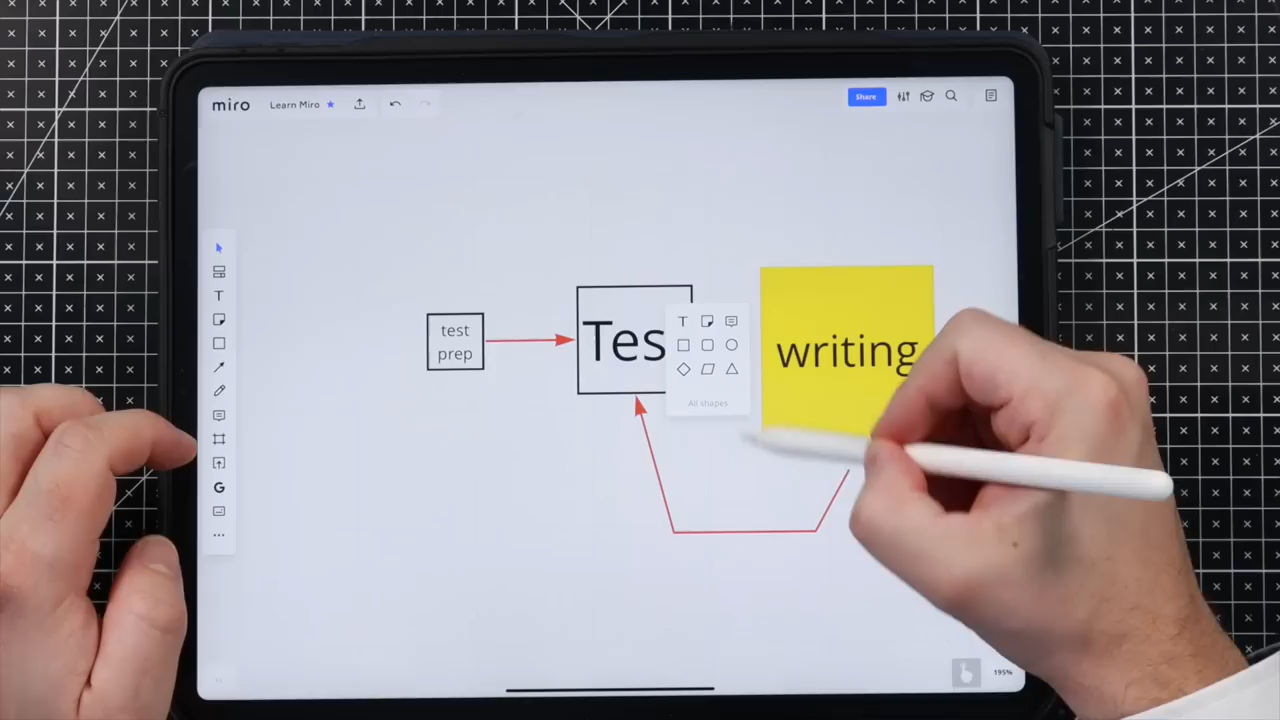 miro
Learn Miro
Share
test
prep
Tes
writing
T
T
All shapes
G
195%